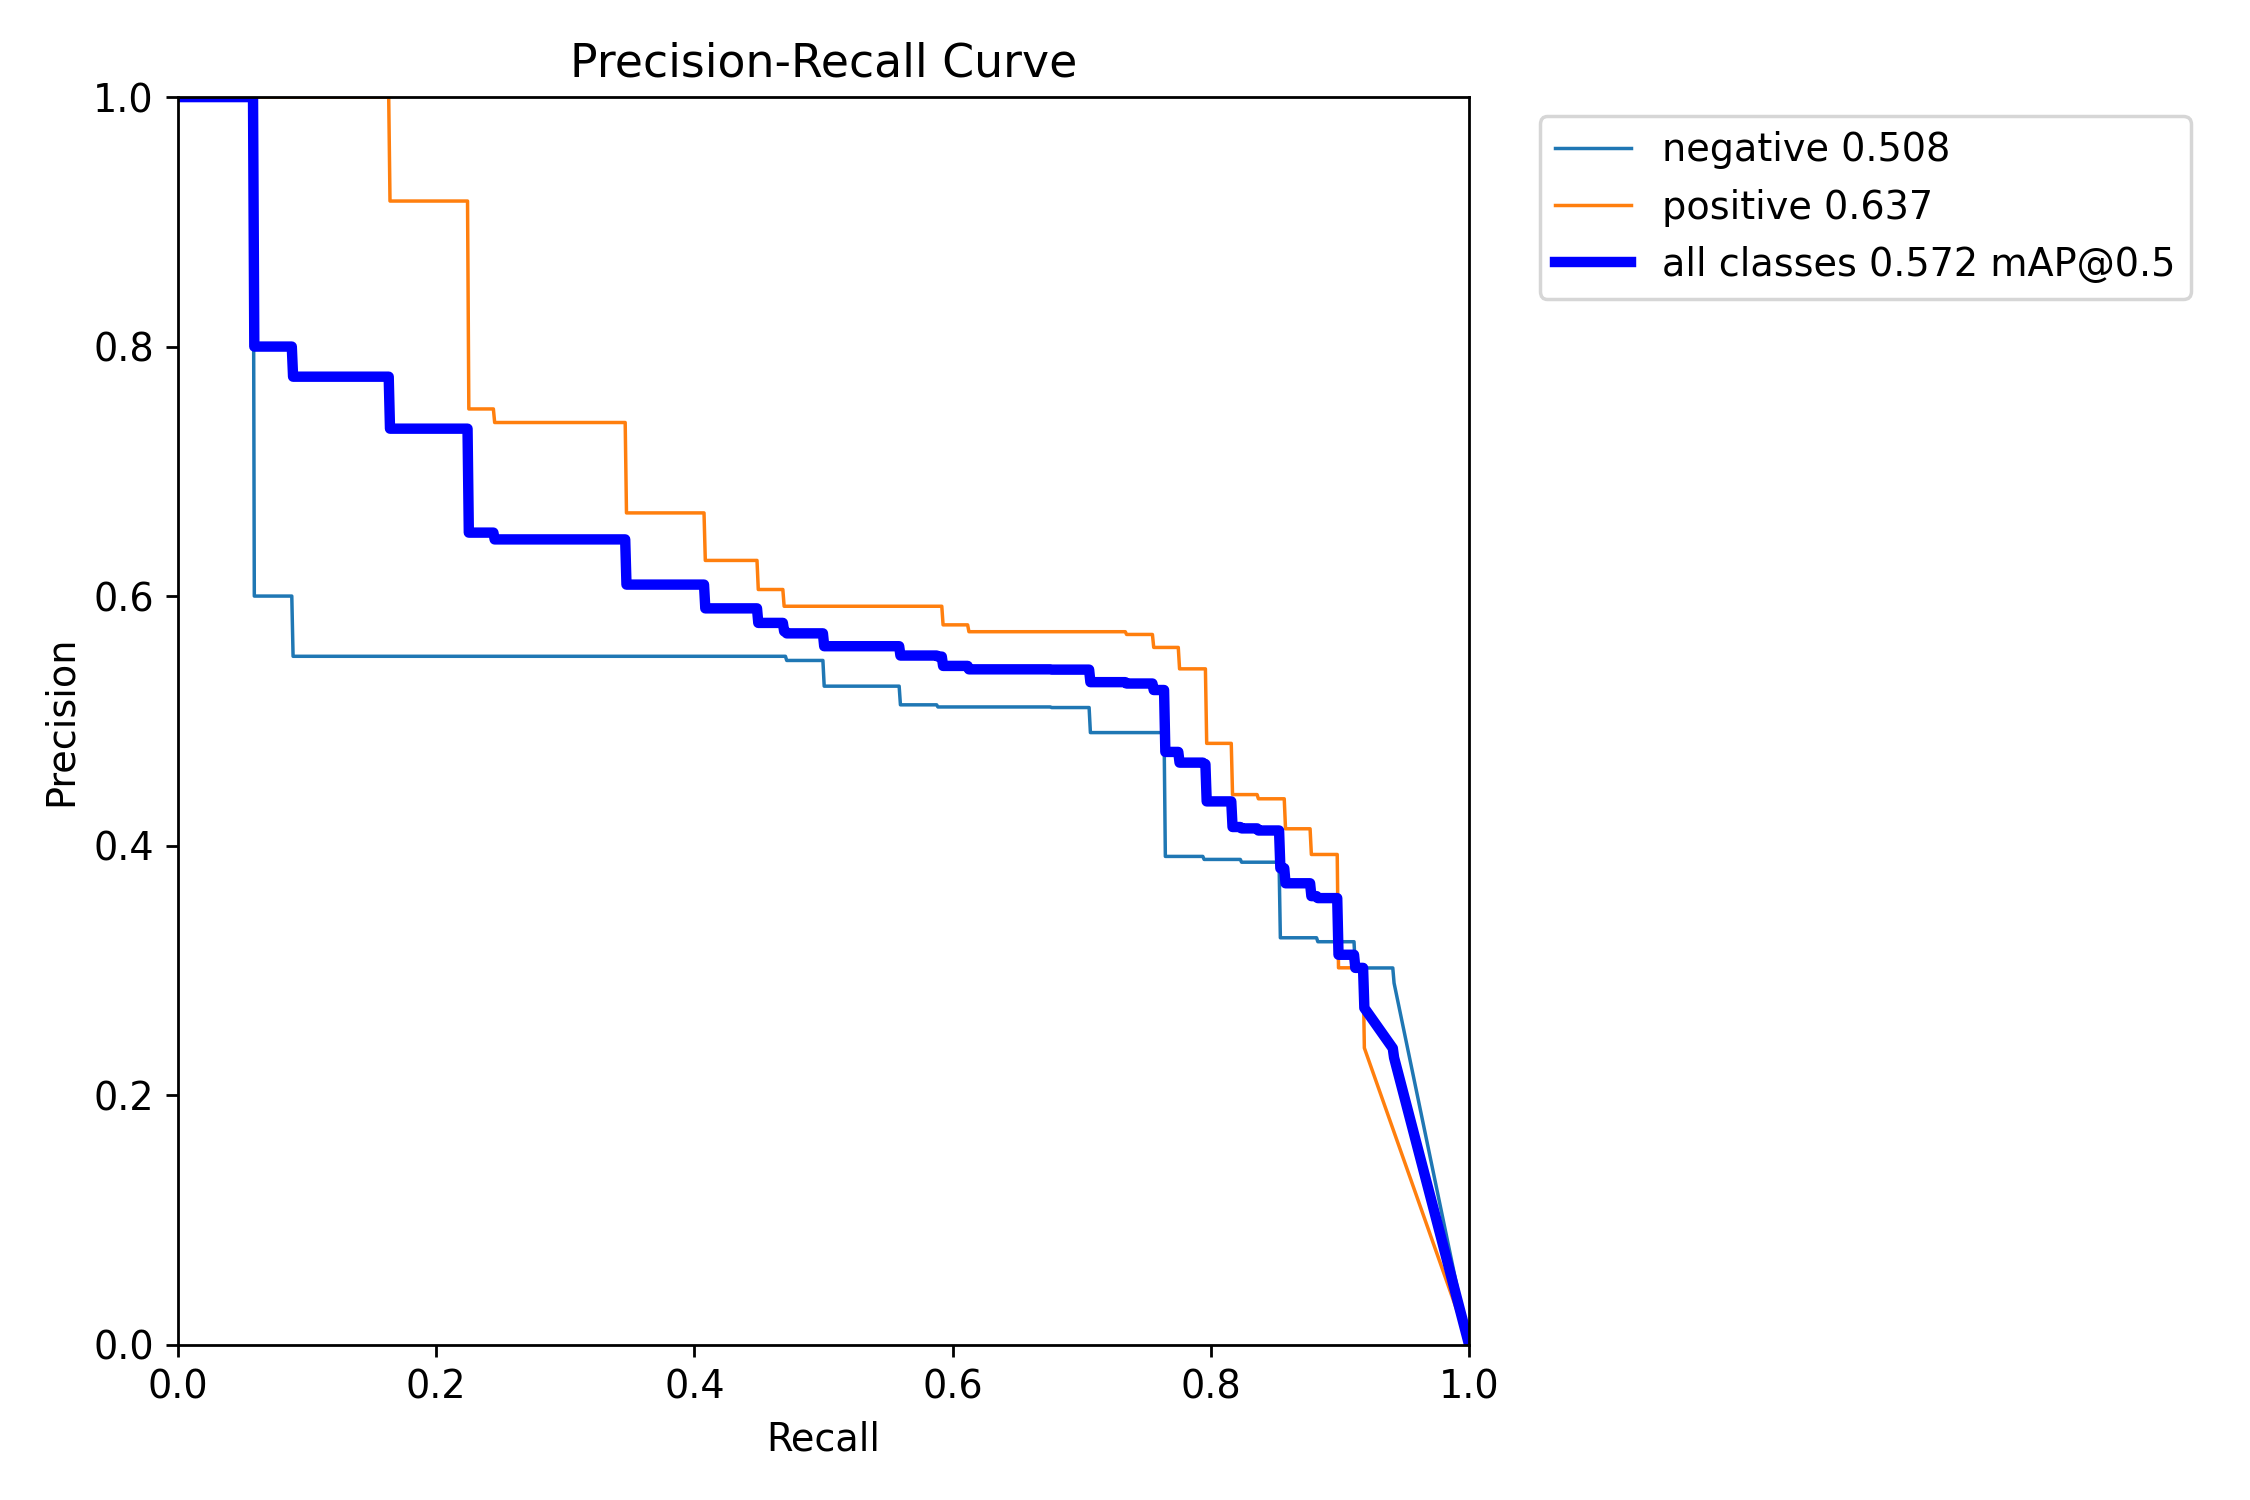 Precision-Recall Curve
1.0
0.8
0.6
0.4
0.2
0.0
Precision
0.0 0.2 0.4 0.6 0.8 1.0
Recall
negative 0.508
positive 0.637
all classes 0.572 mAP@0.5